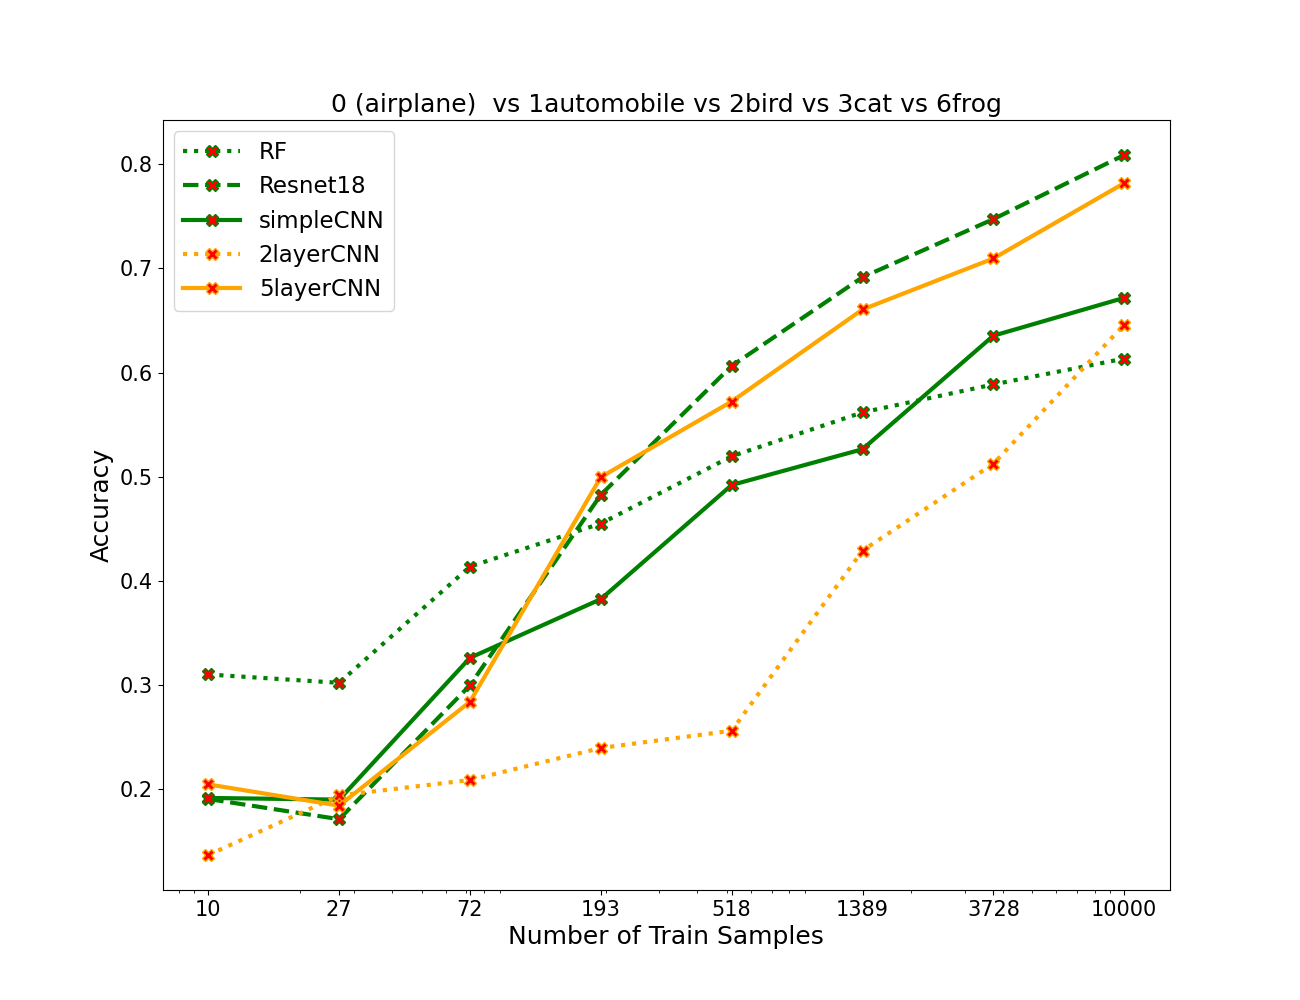 0 (airplane)  vs 1automobile vs 2bird vs 3cat vs 6frog
RF
Resnet18
simpleCNN
2layerCNN
5layerCNN
0.8
0.7
0.6
0.5
0.4
0.3
0.2
Accuracy
10 27 72 193 518 1389 3728 10000
Number of Train Samples